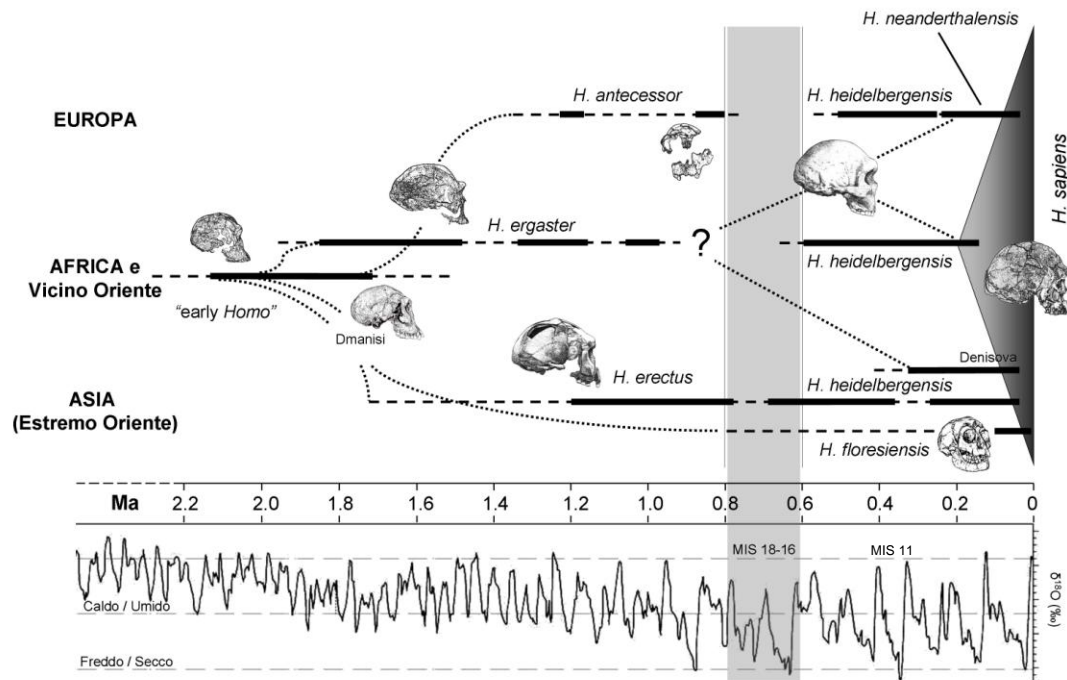 H. neanderthalensis
EUROPA
H. antecessor
H. heidelbergensis
H. sapiens
H. ergaster
?
AFRICA e
Vicino Oriente
H. heidelbergensis
"early Homo"
Dmanisi
Denisova
H. erectus
H. heidelbergensis
ASIA
(Estremo Oriente)
H. floresiensis
Ma 2.2 2.0 1.8 1.6 1.4 1.2 1.0 0.8 0.6 0.4 0.2 0
MIS 18-16
MIS 11
Caldo / Umido
Freddo / Secco
δ¹⁸O (‰)